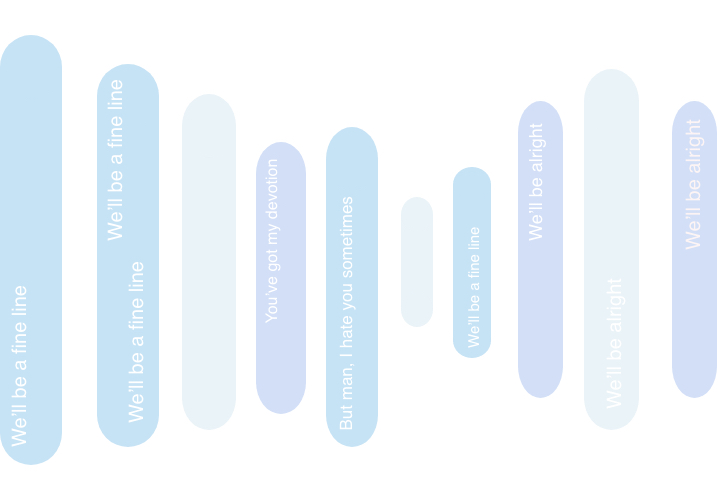 We'll be a fine line
We'll be a fine line
We'll be a fine line
You've got my devotion
But man, I hate you sometimes
We'll be a fine line
We'll be alright
We'll be alright
We'll be alright